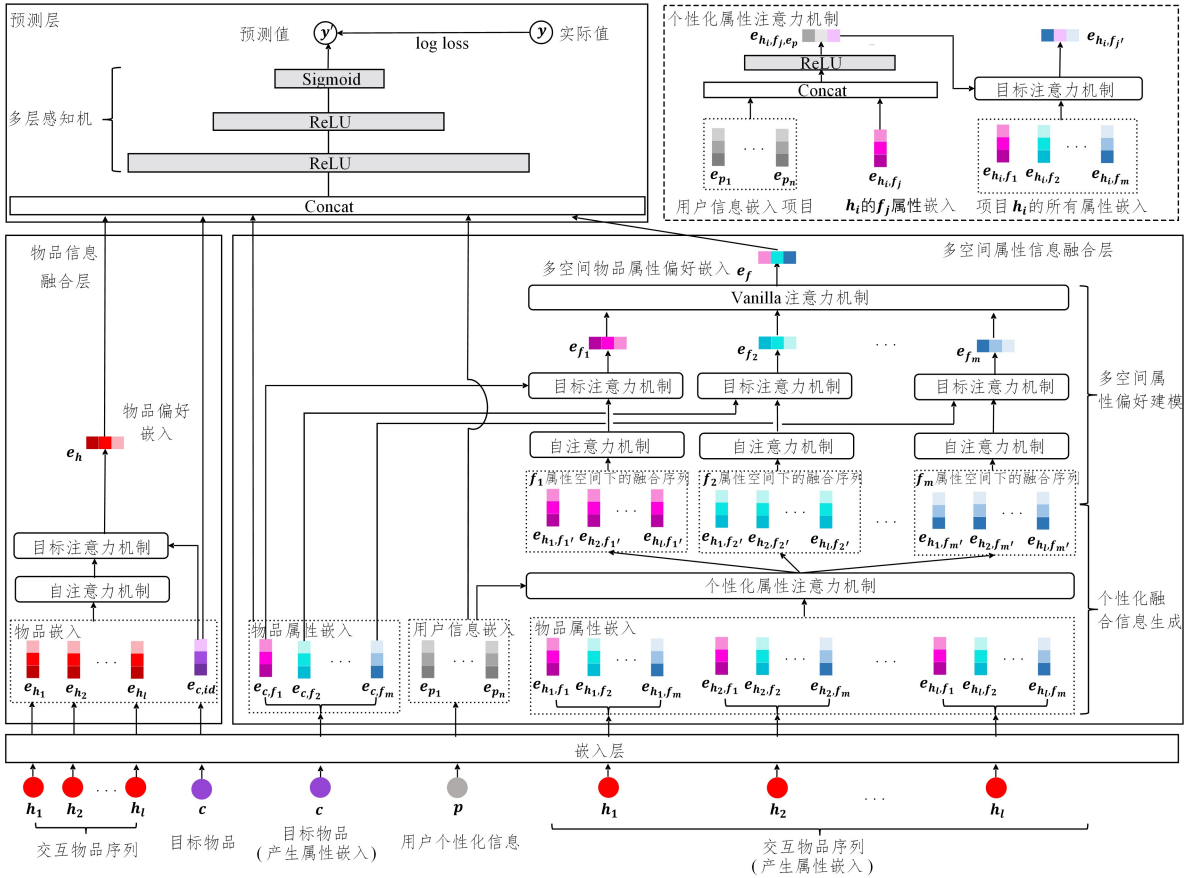 预测层
预测值 y′ log loss y 实际值
Sigmoid
多层感知机
ReLU
ReLU
Concat
个性化属性注意力机制
e_{h_i,f_j,e_p}
e_{h_i,f_{j′}}
ReLU
目标注意力机制
Concat
e_{p_1} ··· e_{p_n}
e_{h_i,f_j}
e_{h_i,f_1} e_{h_i,f_2} ··· e_{h_i,f_m}
用户信息嵌入项目
h_i的f_j属性嵌入
项目h_i的所有属性嵌入
物品信息
融合层
物品偏好
嵌入
e_h
目标注意力机制
自注意力机制
物品嵌入
e_{h_1} e_{h_2} ··· e_{h_l} e_{c,id}
多空间属性信息融合层
多空间物品属性偏好嵌入 e_f
Vanilla注意力机制
e_{f_1} e_{f_2} ··· e_{f_m}
目标注意力机制 目标注意力机制 目标注意力机制
多空间属
性偏好建模
自注意力机制 自注意力机制 自注意力机制
f_1属性空间下的融合序列 f_2属性空间下的融合序列 f_m属性空间下的融合序列
e_{h_1,f_{1′}} e_{h_2,f_{1′}} ··· e_{h_l,f_{1′}} e_{h_1,f_{2′}} e_{h_2,f_{2′}} ··· e_{h_l,f_{2′}} ··· e_{h_1,f_{m′}} e_{h_2,f_{m′}} ··· e_{h_l,f_{m′}}
个性化属性注意力机制
个性化融
合信息生成
物品属性嵌入 用户信息嵌入 物品属性嵌入
e_{c,f_1} e_{c,f_2} ··· e_{c,f_m} e_{p_1} ··· e_{p_n} e_{h_1,f_1} e_{h_1,f_2} ··· e_{h_1,f_m} e_{h_2,f_1} e_{h_2,f_2} ··· e_{h_2,f_m} ··· e_{h_l,f_1} e_{h_l,f_2} ··· e_{h_l,f_m}
嵌入层
h_1 h_2 ··· h_l c c p h_1 h_2 ··· h_l
交互物品序列
目标物品
目标物品
(产生属性嵌入)
用户个性化信息
交互物品序列
(产生属性嵌入)